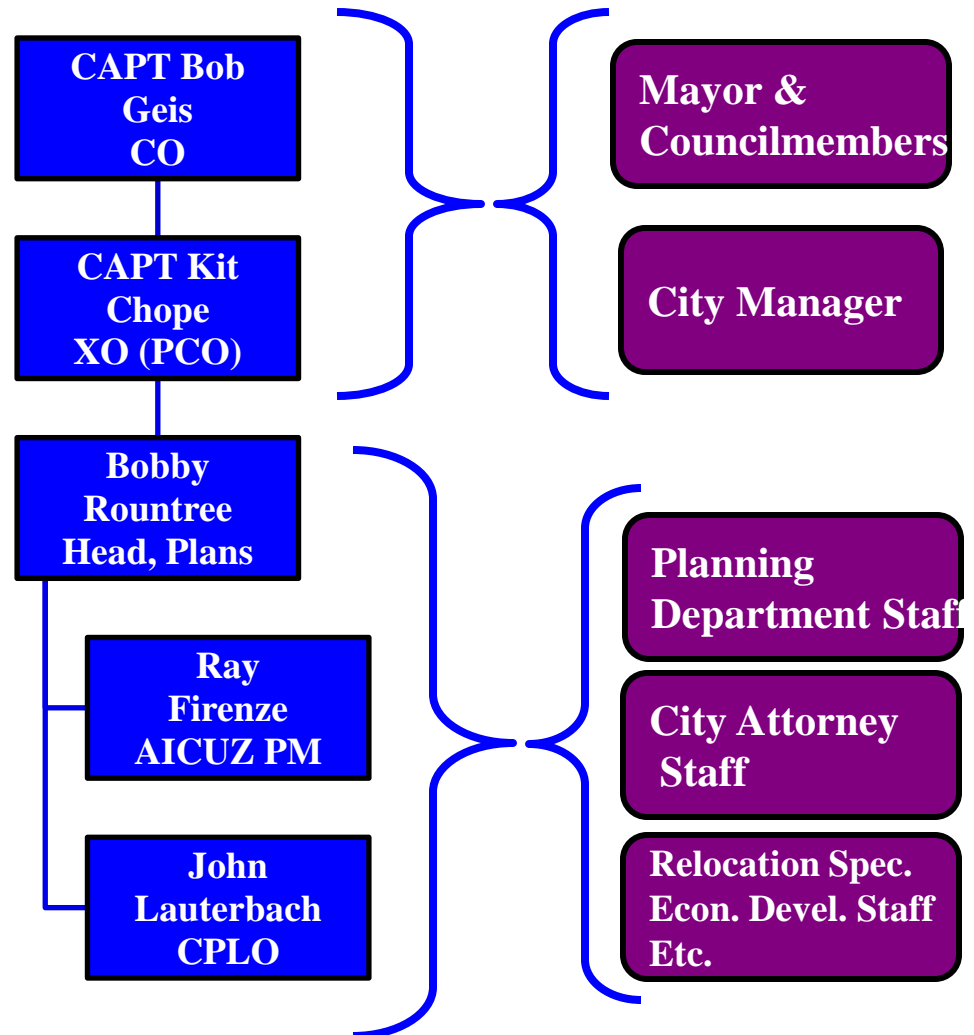 CAPT Bob
Geis
CO
CAPT Kit
Chope
XO (PCO)
Bobby
Rountree
Head, Plans
Ray
Firenze
AICUZ PM
John
Lauterbach
CPLO
Mayor &
Councilmembers
City Manager
Planning
Department Staff
City Attorney
Staff
Relocation Spec.
Econ. Devel. Staff
Etc.